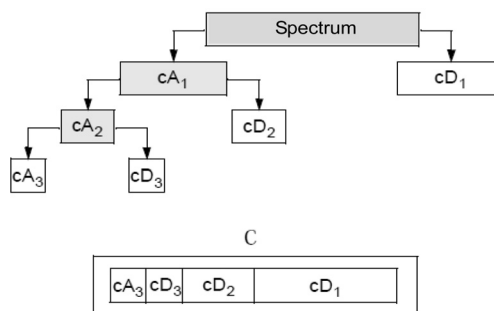 Spectrum
cA₁ cD₁
cA₂ cD₂
cA₃ cD₃
C
cA₃ cD₃ cD₂ cD₁